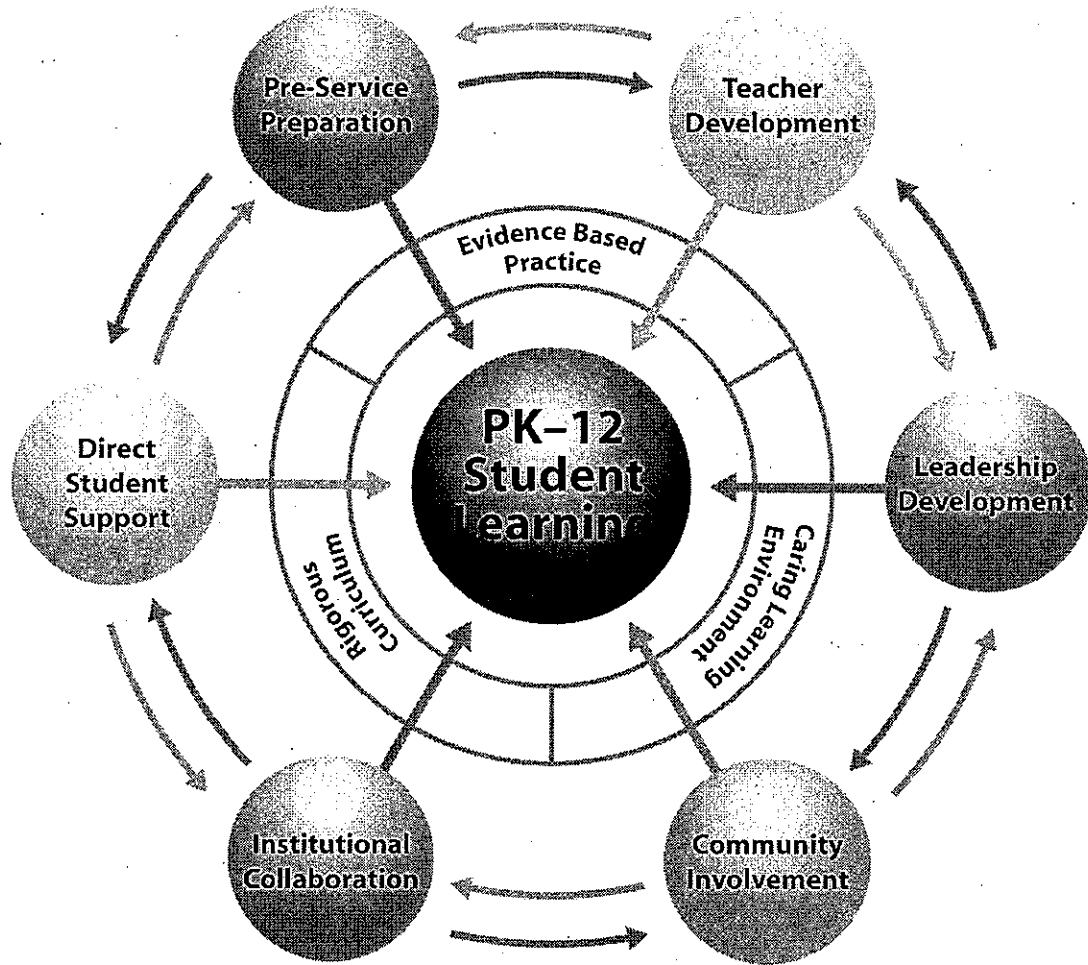 Pre-Service
Preparation
Teacher
Development
Evidence Based
Practice
Direct
Student
Support
PK–12
Student
Learning
Leadership
Development
Rigorous
Curriculum
Caring Learning
Environment
Institutional
Collaboration
Community
Involvement